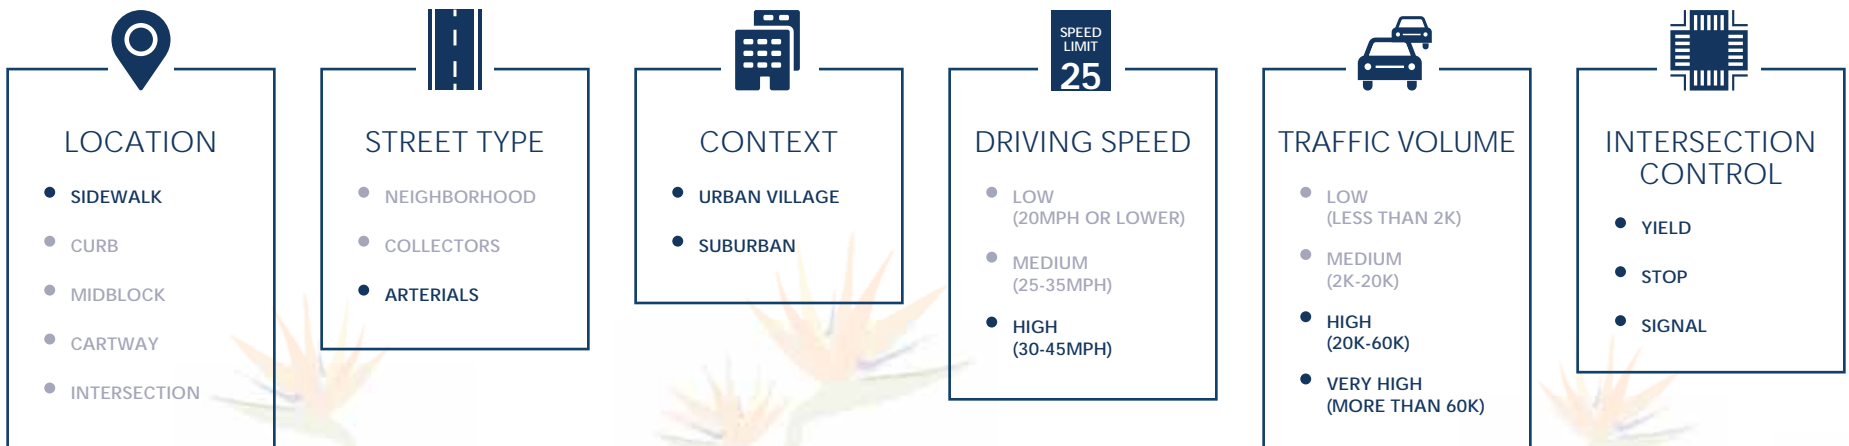 SPEED
LIMIT
25
LOCATION
SIDEWALK
CURB
MIDBLOCK
CARTWAY
INTERSECTION
STREET TYPE
NEIGHBORHOOD
COLLECTORS
ARTERIALS
CONTEXT
URBAN VILLAGE
SUBURBAN
DRIVING SPEED
LOW
(20MPH OR LOWER)
MEDIUM
(25-35MPH)
HIGH
(30-45MPH)
TRAFFIC VOLUME
LOW
(LESS THAN 2K)
MEDIUM
(2K-20K)
HIGH
(20K-60K)
VERY HIGH
(MORE THAN 60K)
INTERSECTION
CONTROL
YIELD
STOP
SIGNAL